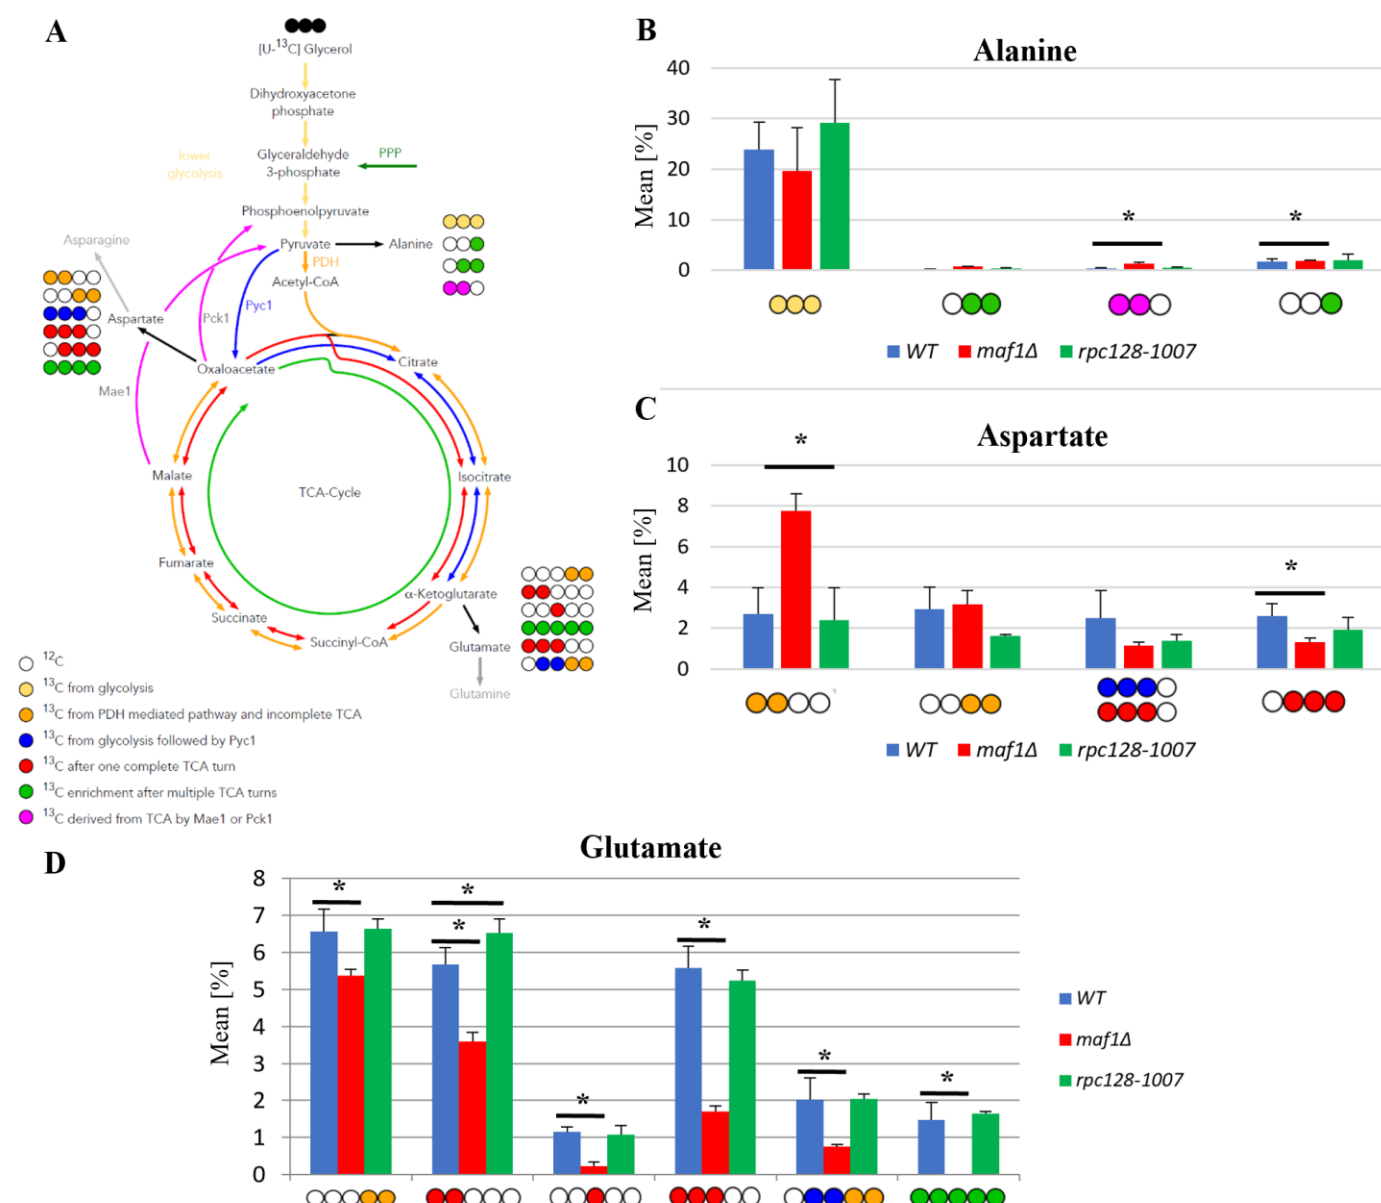 A
[U-¹³C] Glycerol
Dihydroxyacetone
phosphate
lower
glycolysis
Glyceraldehyde
3-phosphate
PPP
Phosphoenolpyruvate
Asparagine
Pyruvate
Alanine
PDH
Acetyl-CoA
Aspartate
Pck1
Pyc1
Oxaloacetate
Citrate
Mae1
Malate
Isocitrate
TCA-Cycle
Fumarate
α-Ketoglutarate
Succinate
Succinyl-CoA
Glutamate
Glutamine
¹²C
¹³C from glycolysis
¹³C from PDH mediated pathway and incomplete TCA
¹³C from glycolysis followed by Pyc1
¹³C after one complete TCA turn
¹³C enrichment after multiple TCA turns
¹³C derived from TCA by Mae1 or Pck1
B
Alanine
Mean [%]
40
30
20
10
0
*
*
WT maf1Δ rpc128-1007
C
Aspartate
Mean [%]
10
8
6
4
2
0
*
*
WT maf1Δ rpc128-1007
D
Glutamate
Mean [%]
8
7
6
5
4
3
2
1
0
*
*
*
*
*
*
*
WT
maf1Δ
rpc128-1007